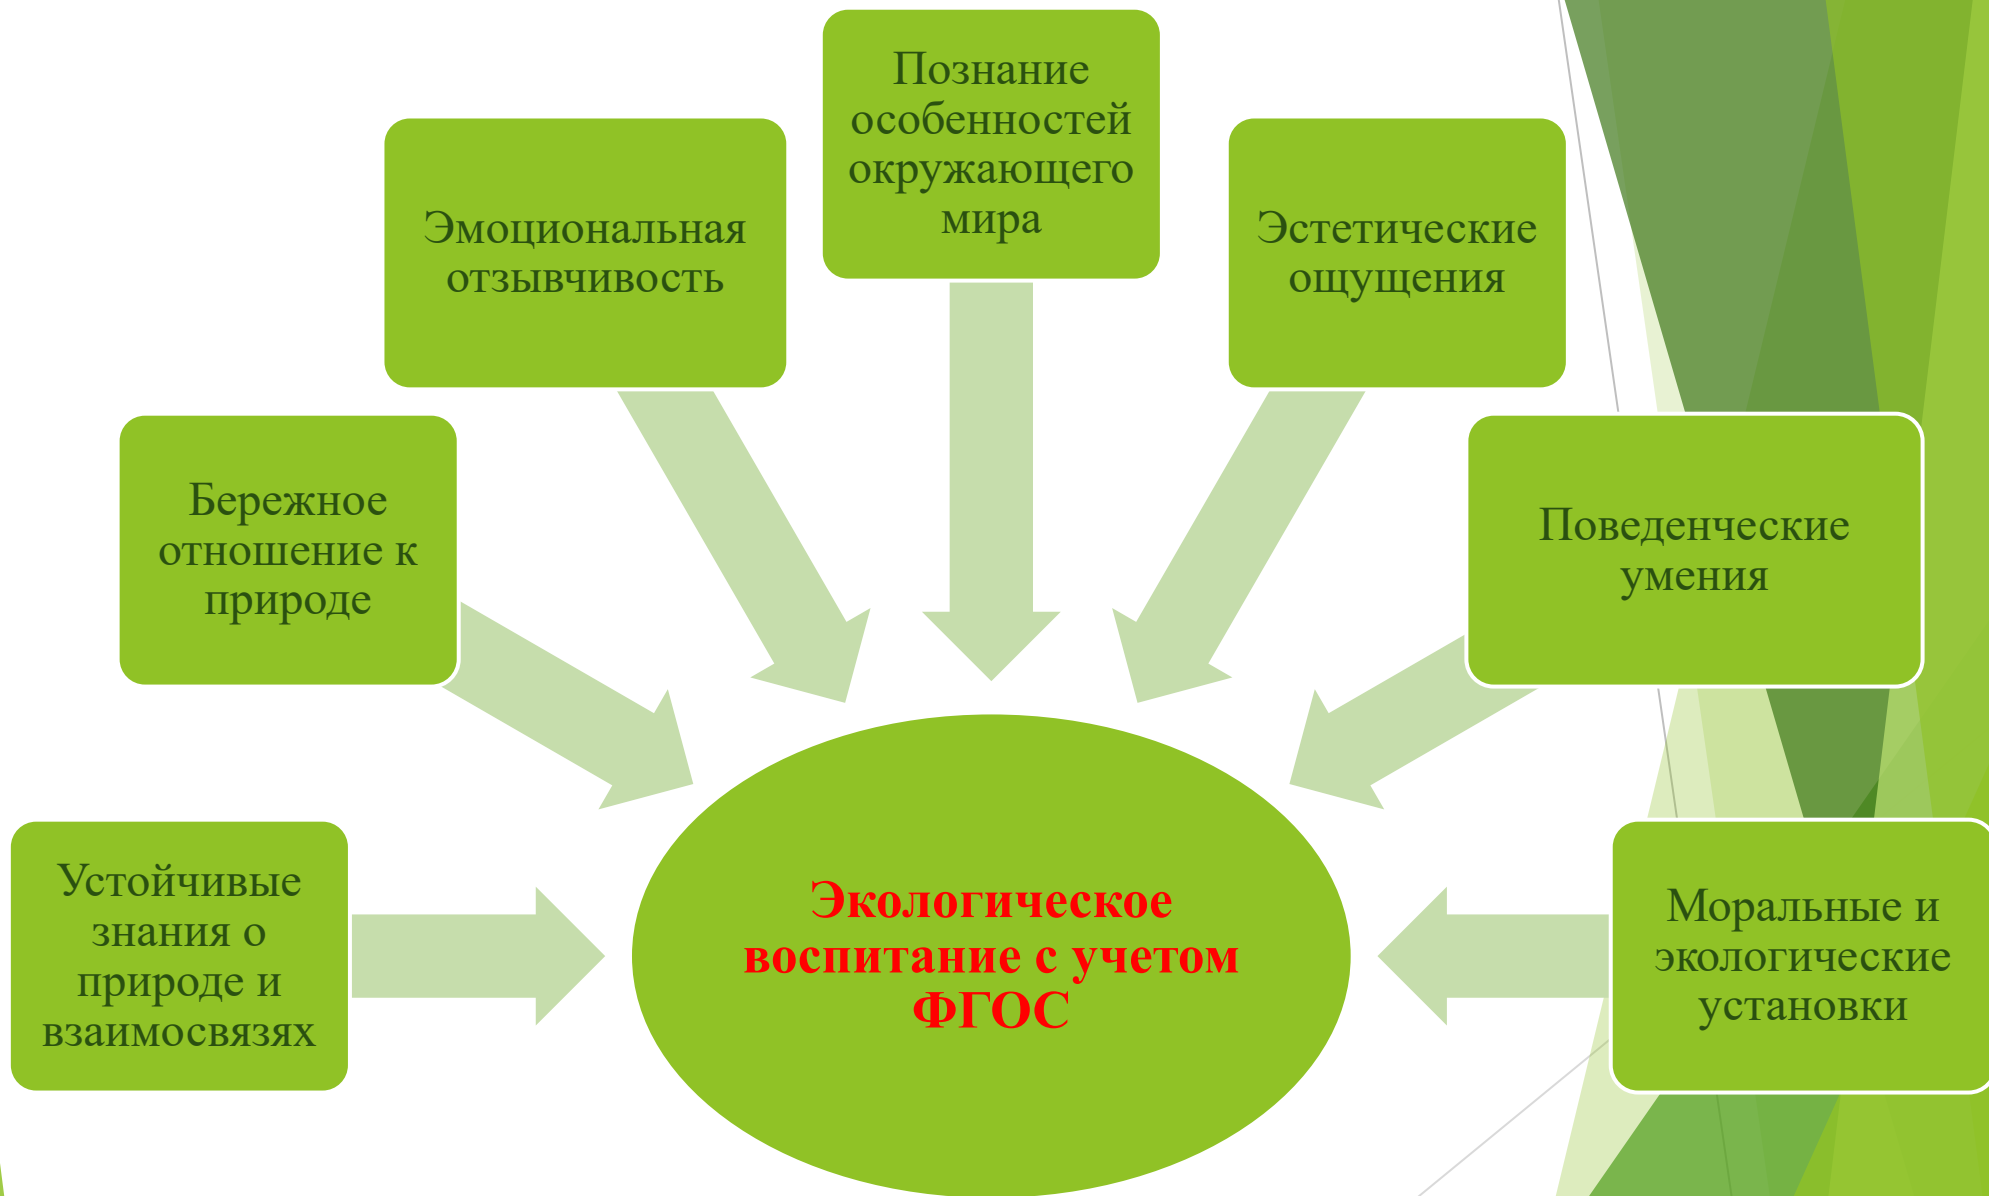 Познание
особенностей
окружающего
мира
Эмоциональная
отзывчивость
Эстетические
ощущения
Бережное
отношение к
природе
Поведенческие
умения
Устойчивые
знания о
природе и
взаимосвязях
Экологическое
воспитание с учетом
ФГОС
Моральные и
экологические
установки